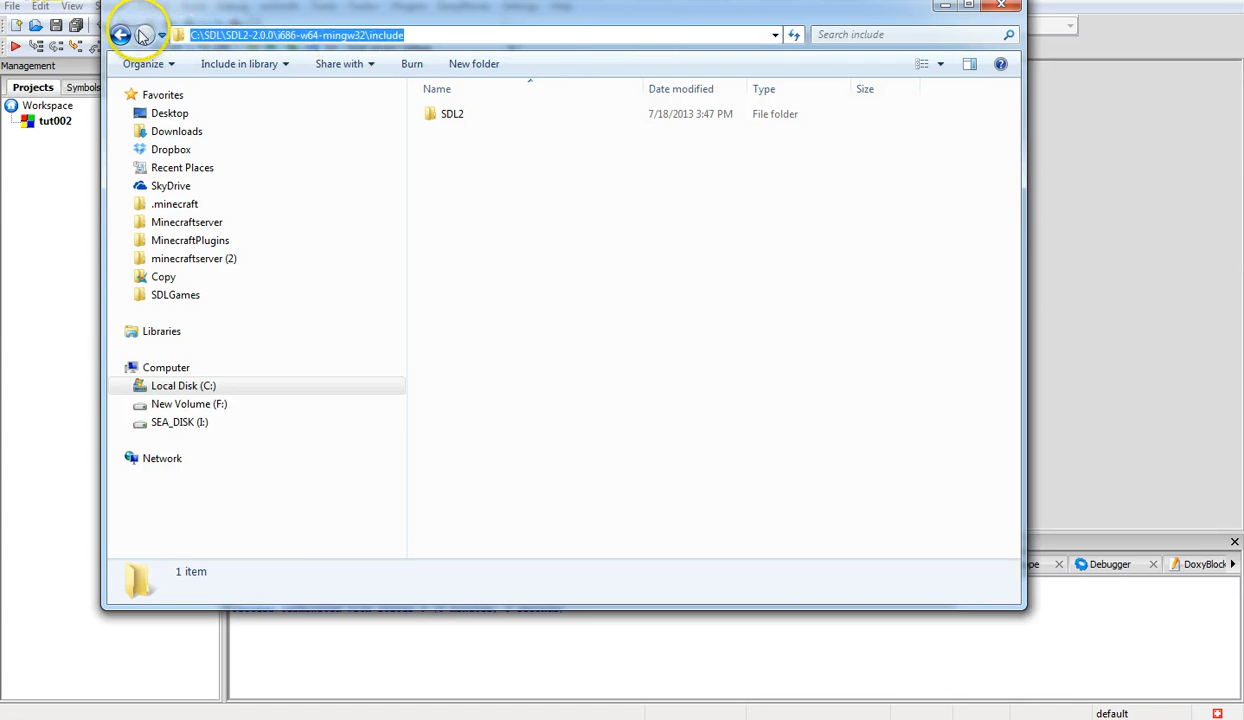 File Edit View S
C:\SDL\SDL2-2.0.0\i686-w64-mingw32\include
Search include
Management
Organize Include in library Share with Burn New folder
Projects Symbols
Name Date modified Type Size
Workspace
tut002
SDL2 7/18/2013 3:47 PM File folder
Favorites
Desktop
Downloads
Dropbox
Recent Places
SkyDrive
.minecraft
Minecraftserver
MinecraftPlugins
minecraftserver (2)
Copy
SDLGames
Libraries
Computer
Local Disk (C:)
New Volume (F:)
SEA_DISK (I:)
Network
1 item
pe Debugger DoxyBlock
default